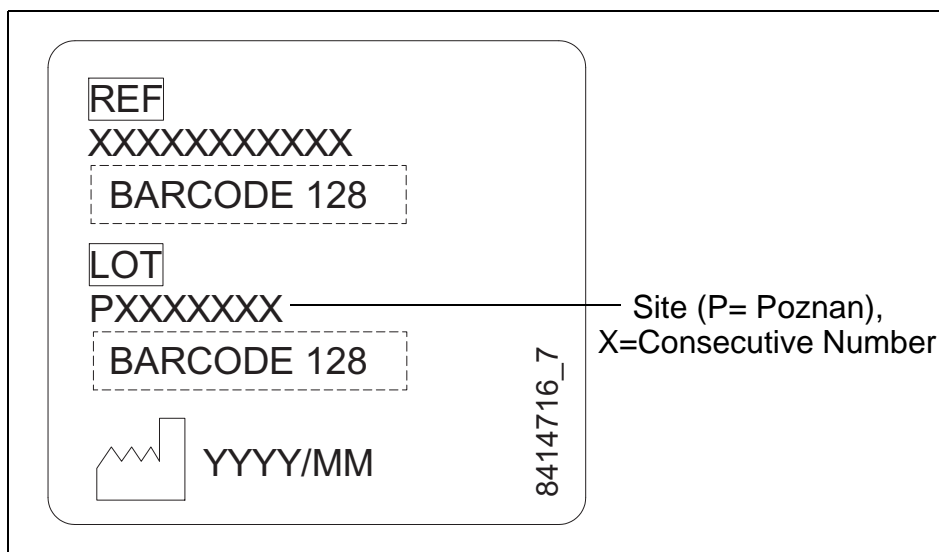 REF
XXXXXXXXXXX
BARCODE 128
LOT
PXXXXXXX
Site (P= Poznan),
X=Consecutive Number
BARCODE 128
YYYY/MM
8414716_7